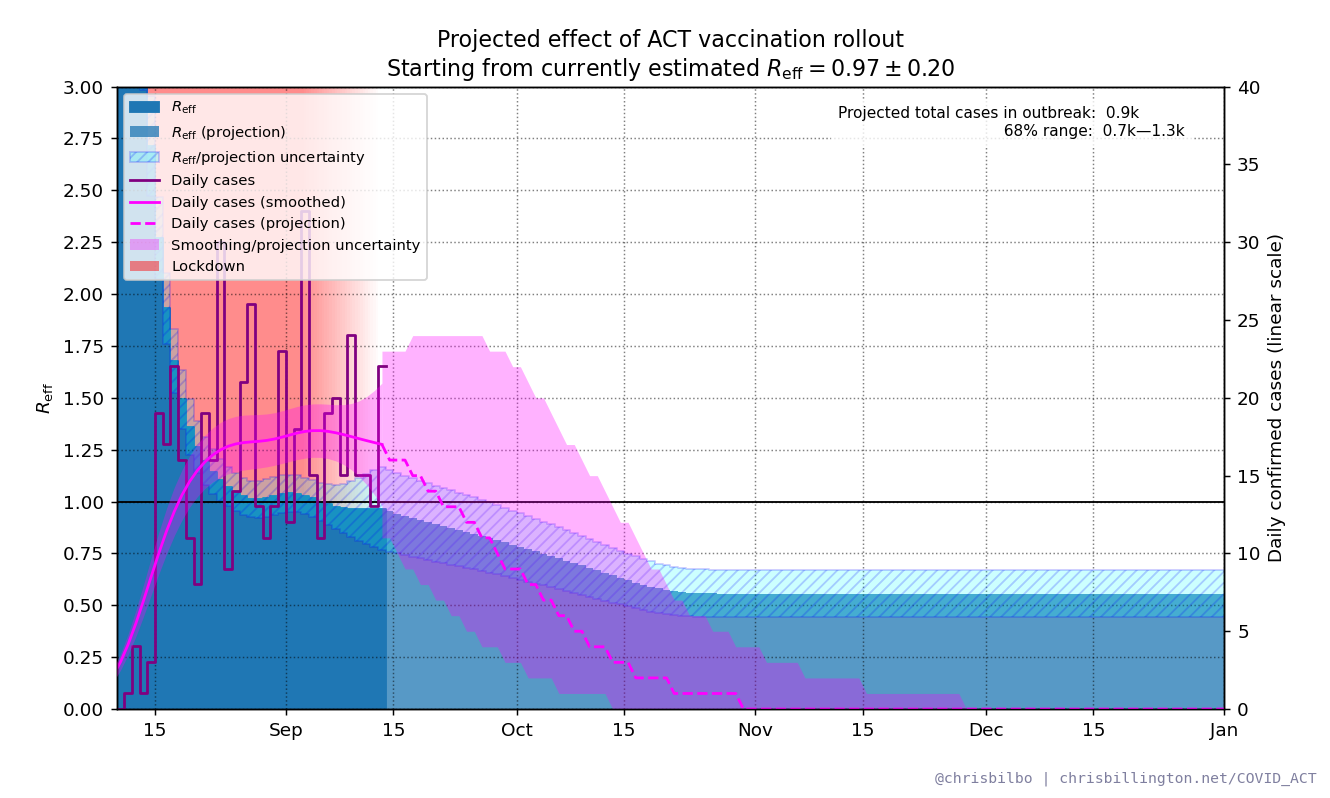 Projected effect of ACT vaccination rollout
Starting from currently estimated Reff = 0.97 ± 0.20
Projected total cases in outbreak: 0.9k
68% range: 0.7k—1.3k
Reff
Reff (projection)
Reff/projection uncertainty
Daily cases
Daily cases (smoothed)
Daily cases (projection)
Smoothing/projection uncertainty
Lockdown
3.00
2.75
2.50
2.25
2.00
1.75
1.50
1.25
1.00
0.75
0.50
0.25
0.00
Reff
40
35
30
25
20
15
10
5
0
Daily confirmed cases (linear scale)
15 Sep 15 Oct 15 Nov 15 Dec 15 Jan
@chrisbilbo | chrisbillington.net/COVID_ACT